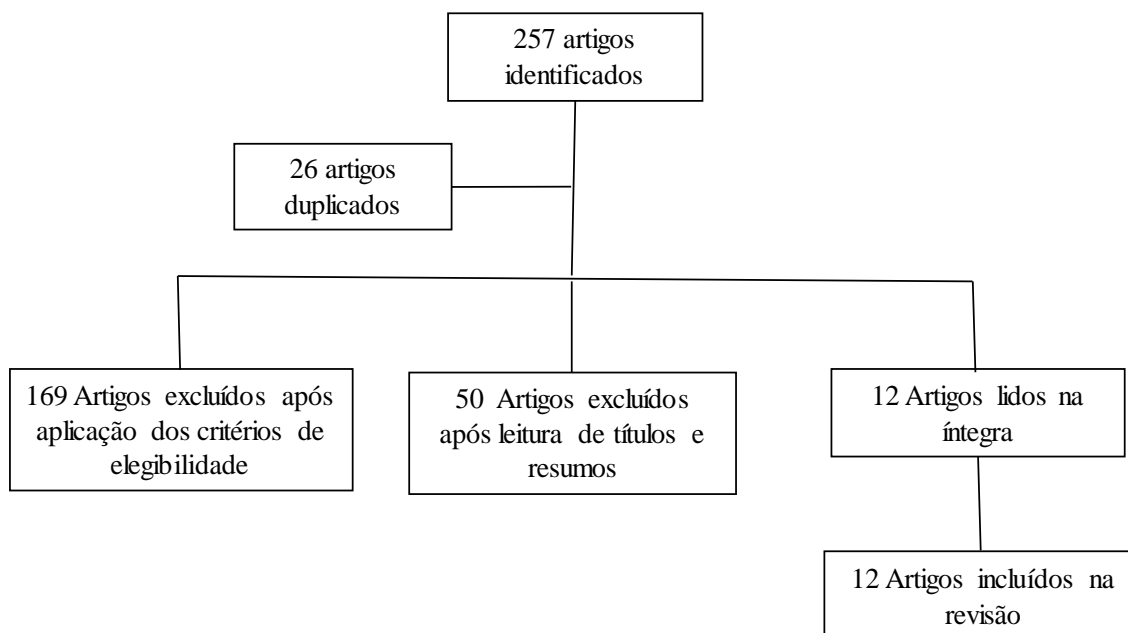 257 artigos
identificados
26 artigos
duplicados
169 Artigos excluídos após
aplicação dos critérios de
elegibilidade
50 Artigos excluídos
após leitura de títulos e
resumos
12 Artigos lidos na
íntegra
12 Artigos incluídos na
revisão